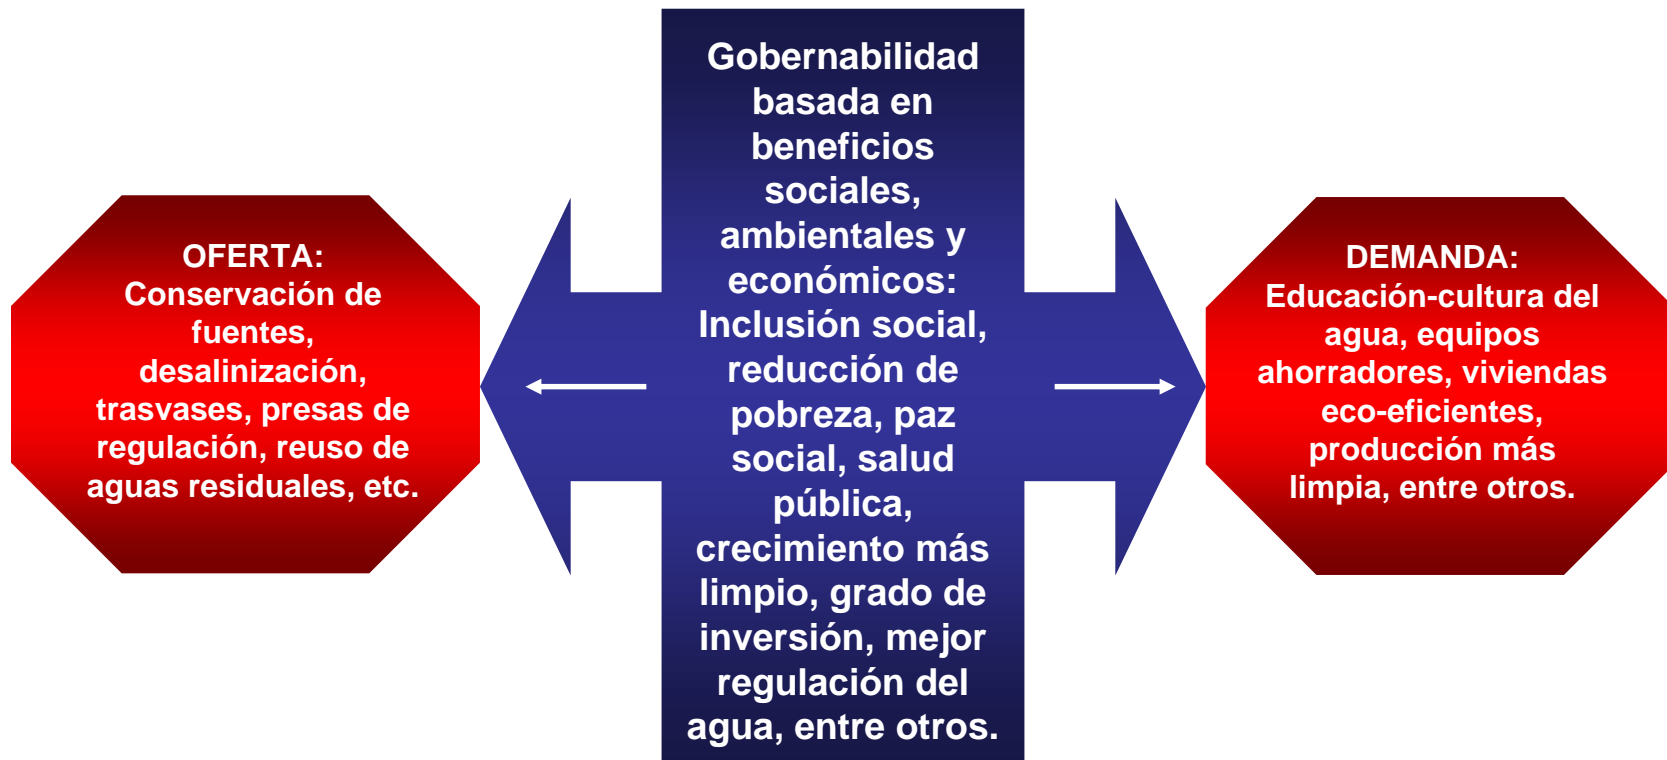 OFERTA:
Conservación de
fuentes,
desalinización,
trasvases, presas de
regulación, reuso de
aguas residuales, etc.
Gobernabilidad
basada en
beneficios
sociales,
ambientales y
económicos:
Inclusión social,
reducción de
pobreza, paz
social, salud
pública,
crecimiento más
limpio, grado de
inversión, mejor
regulación del
agua, entre otros.
DEMANDA:
Educación-cultura del
agua, equipos
ahorradores, viviendas
eco-eficientes,
producción más
limpia, entre otros.